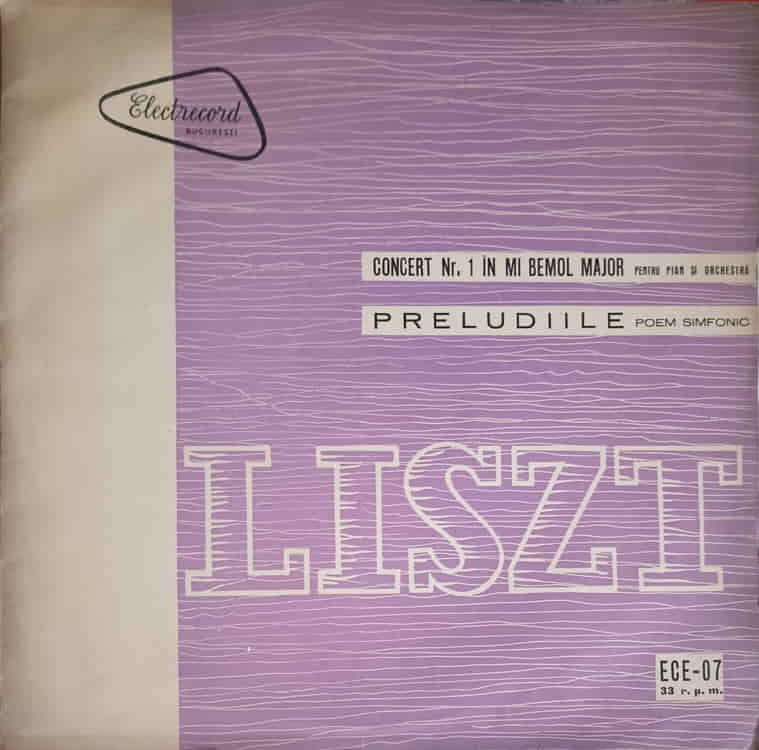 Electrecord
BUCUREȘTI
CONCERT Nr. 1 ÎN MI BEMOL MAJOR PENTRU PIAN ȘI ORCHESTRĂ
PRELUDIILE POEM SIMFONIC
LISZT
ECE-07
33 r. p. m.